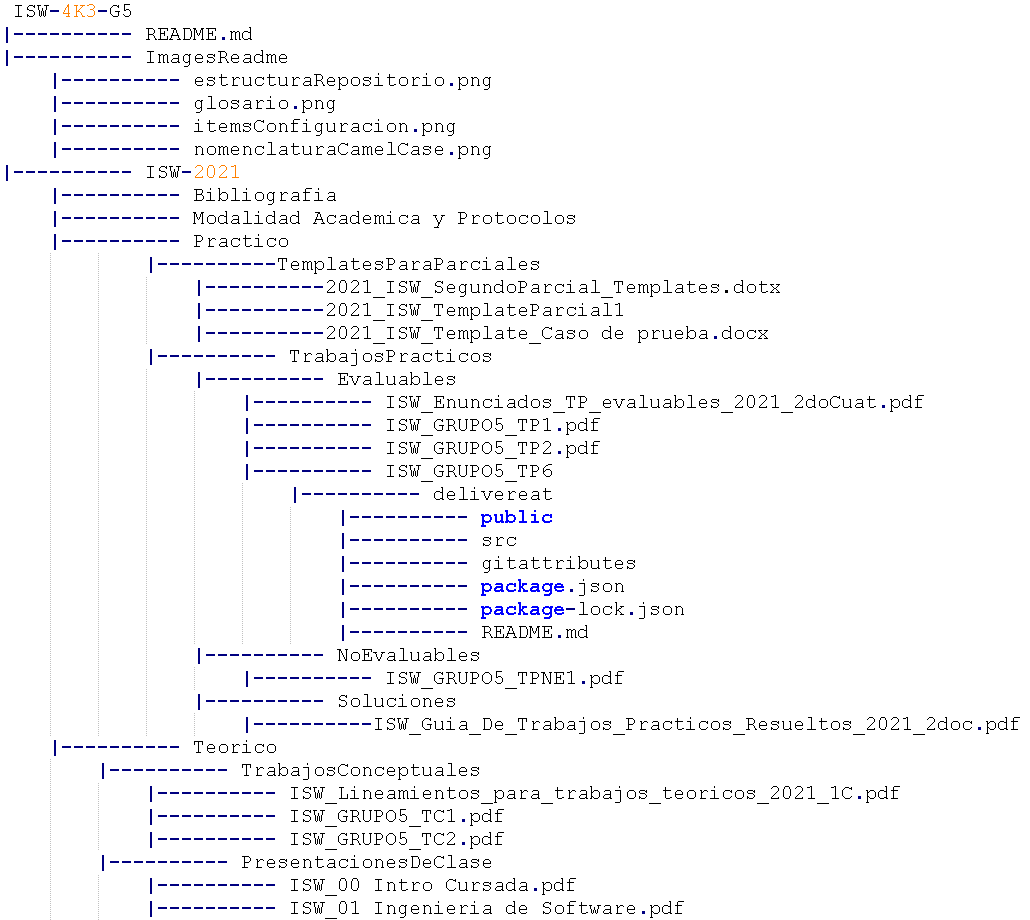 ISW-4K3-G5
|---------- README.md
|---------- ImagesReadme
    |---------- estructuraRepositorio.png
    |---------- glosario.png
    |---------- itemsConfiguracion.png
    |---------- nomenclaturaCamelCase.png
|---------- ISW-2021
    |---------- Bibliografia
    |---------- Modalidad Academica y Protocolos
    |---------- Practico
            |----------TemplatesParaParciales
                |----------2021_ISW_SegundoParcial_Templates.dotx
                |----------2021_ISW_TemplateParcial1
                |----------2021_ISW_Template_Caso de prueba.docx
            |---------- TrabajosPracticos
                |---------- Evaluables
                    |---------- ISW_Enunciados_TP_evaluables_2021_2doCuat.pdf
                    |---------- ISW_GRUPO5_TP1.pdf
                    |---------- ISW_GRUPO5_TP2.pdf
                    |---------- ISW_GRUPO5_TP6
                        |---------- delivereat
                            |---------- public
                            |---------- src
                            |---------- gitattributes
                            |---------- package.json
                            |---------- package-lock.json
                            |---------- README.md
                |---------- NoEvaluables
                    |---------- ISW_GRUPO5_TPNE1.pdf
                |---------- Soluciones
                    |----------ISW_Guia_De_Trabajos_Practicos_Resueltos_2021_2doc.pdf
    |---------- Teorico
        |---------- TrabajosConceptuales
            |---------- ISW_Lineamientos_para_trabajos_teoricos_2021_1C.pdf
            |---------- ISW_GRUPO5_TC1.pdf
            |---------- ISW_GRUPO5_TC2.pdf
        |---------- PresentacionesDeClase
            |---------- ISW_00 Intro Cursada.pdf
            |---------- ISW_01 Ingenieria de Software.pdf